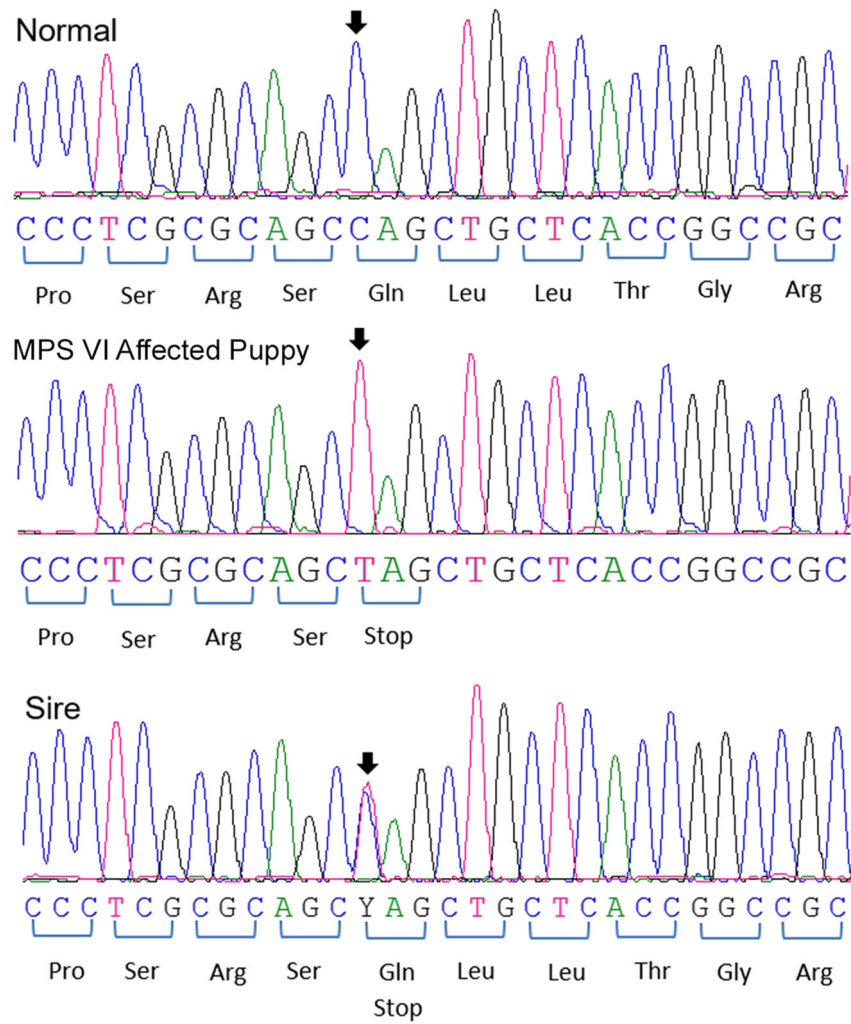 Normal
CCCTCGCGCAGCCAGCTGCTCACCGGCCGC
Pro Ser Arg Ser Gln Leu Leu Thr Gly Arg
MPS VI Affected Puppy
CCCTCGCGCAGCTAGCTGCTCACCGGCCGC
Pro Ser Arg Ser Stop
Sire
CCCTCGCGCAGCYAGCTGCTCACCGGCCGC
Pro Ser Arg Ser Gln Leu Leu Thr Gly Arg
Stop